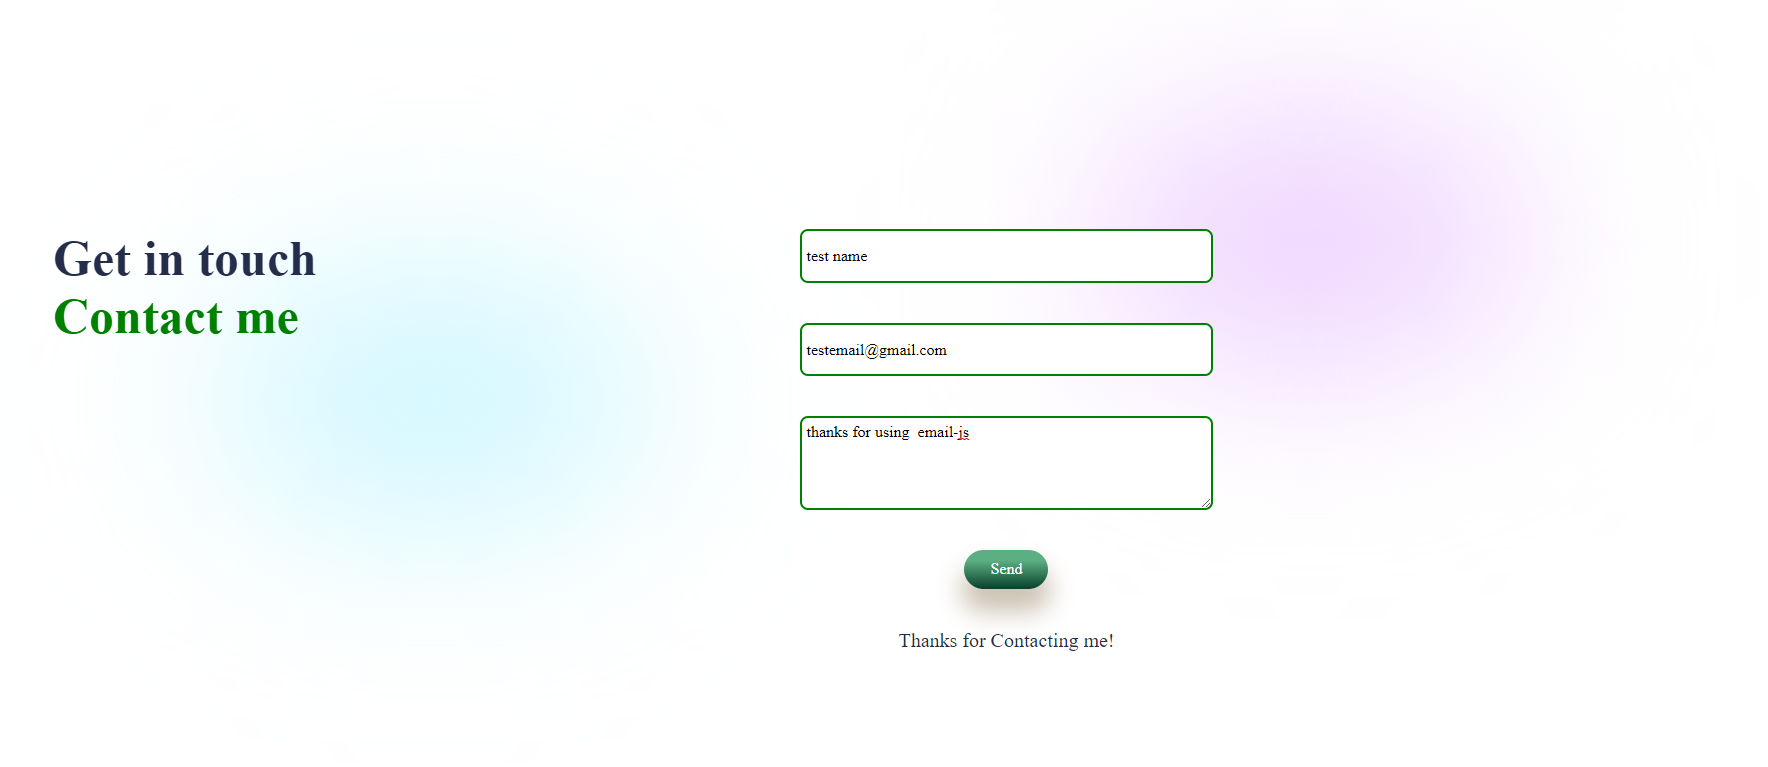 Get in touch
Contact me
test name
testemail@gmail.com
thanks for using  email-js
Send
Thanks for Contacting me!